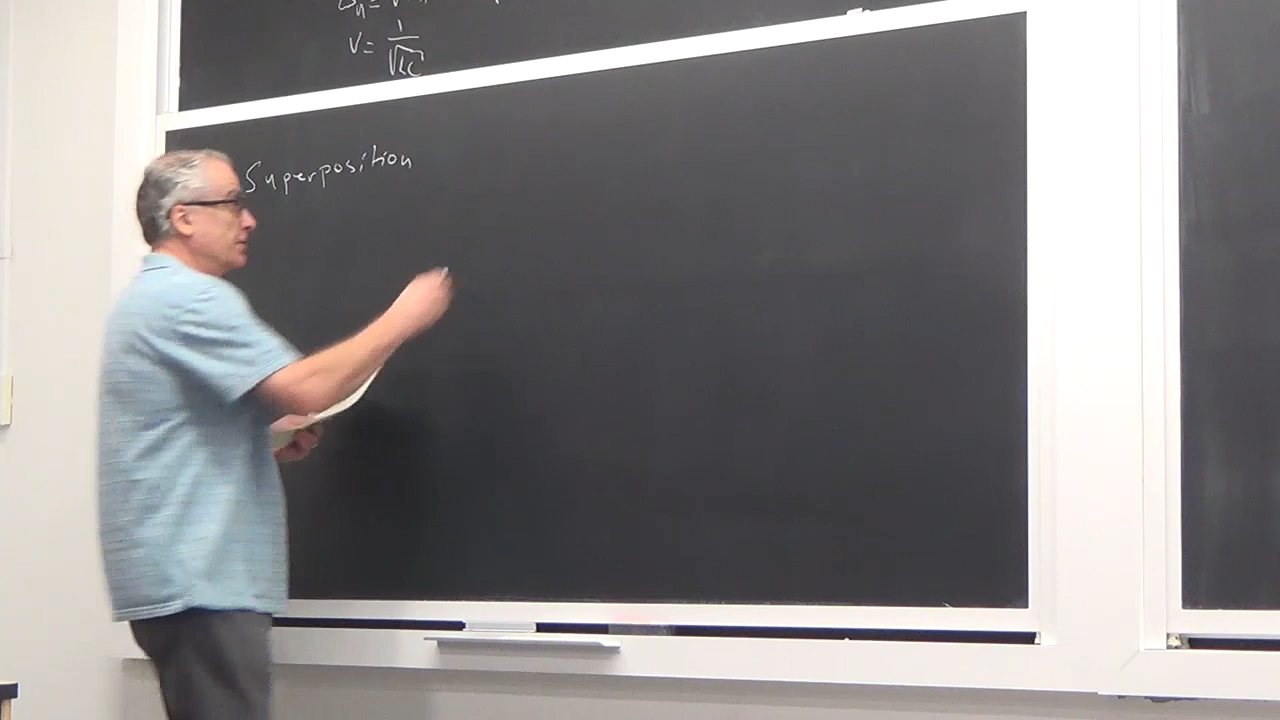 V = 1/√LC
Superposition